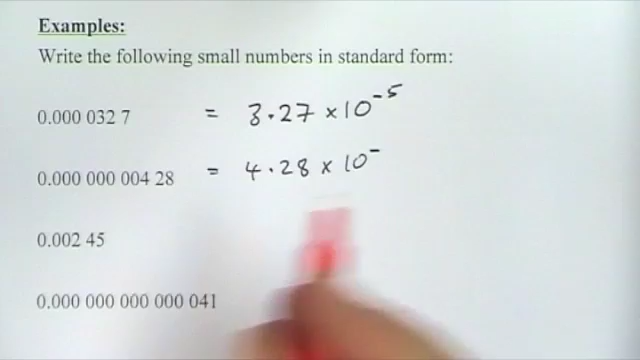 Examples:
Write the following small numbers in standard form:
0.000 032 7 = 3.27 × 10⁻⁵
0.000 000 004 28 = 4.28 × 10⁻
0.002 45
0.000 000 000 000 041